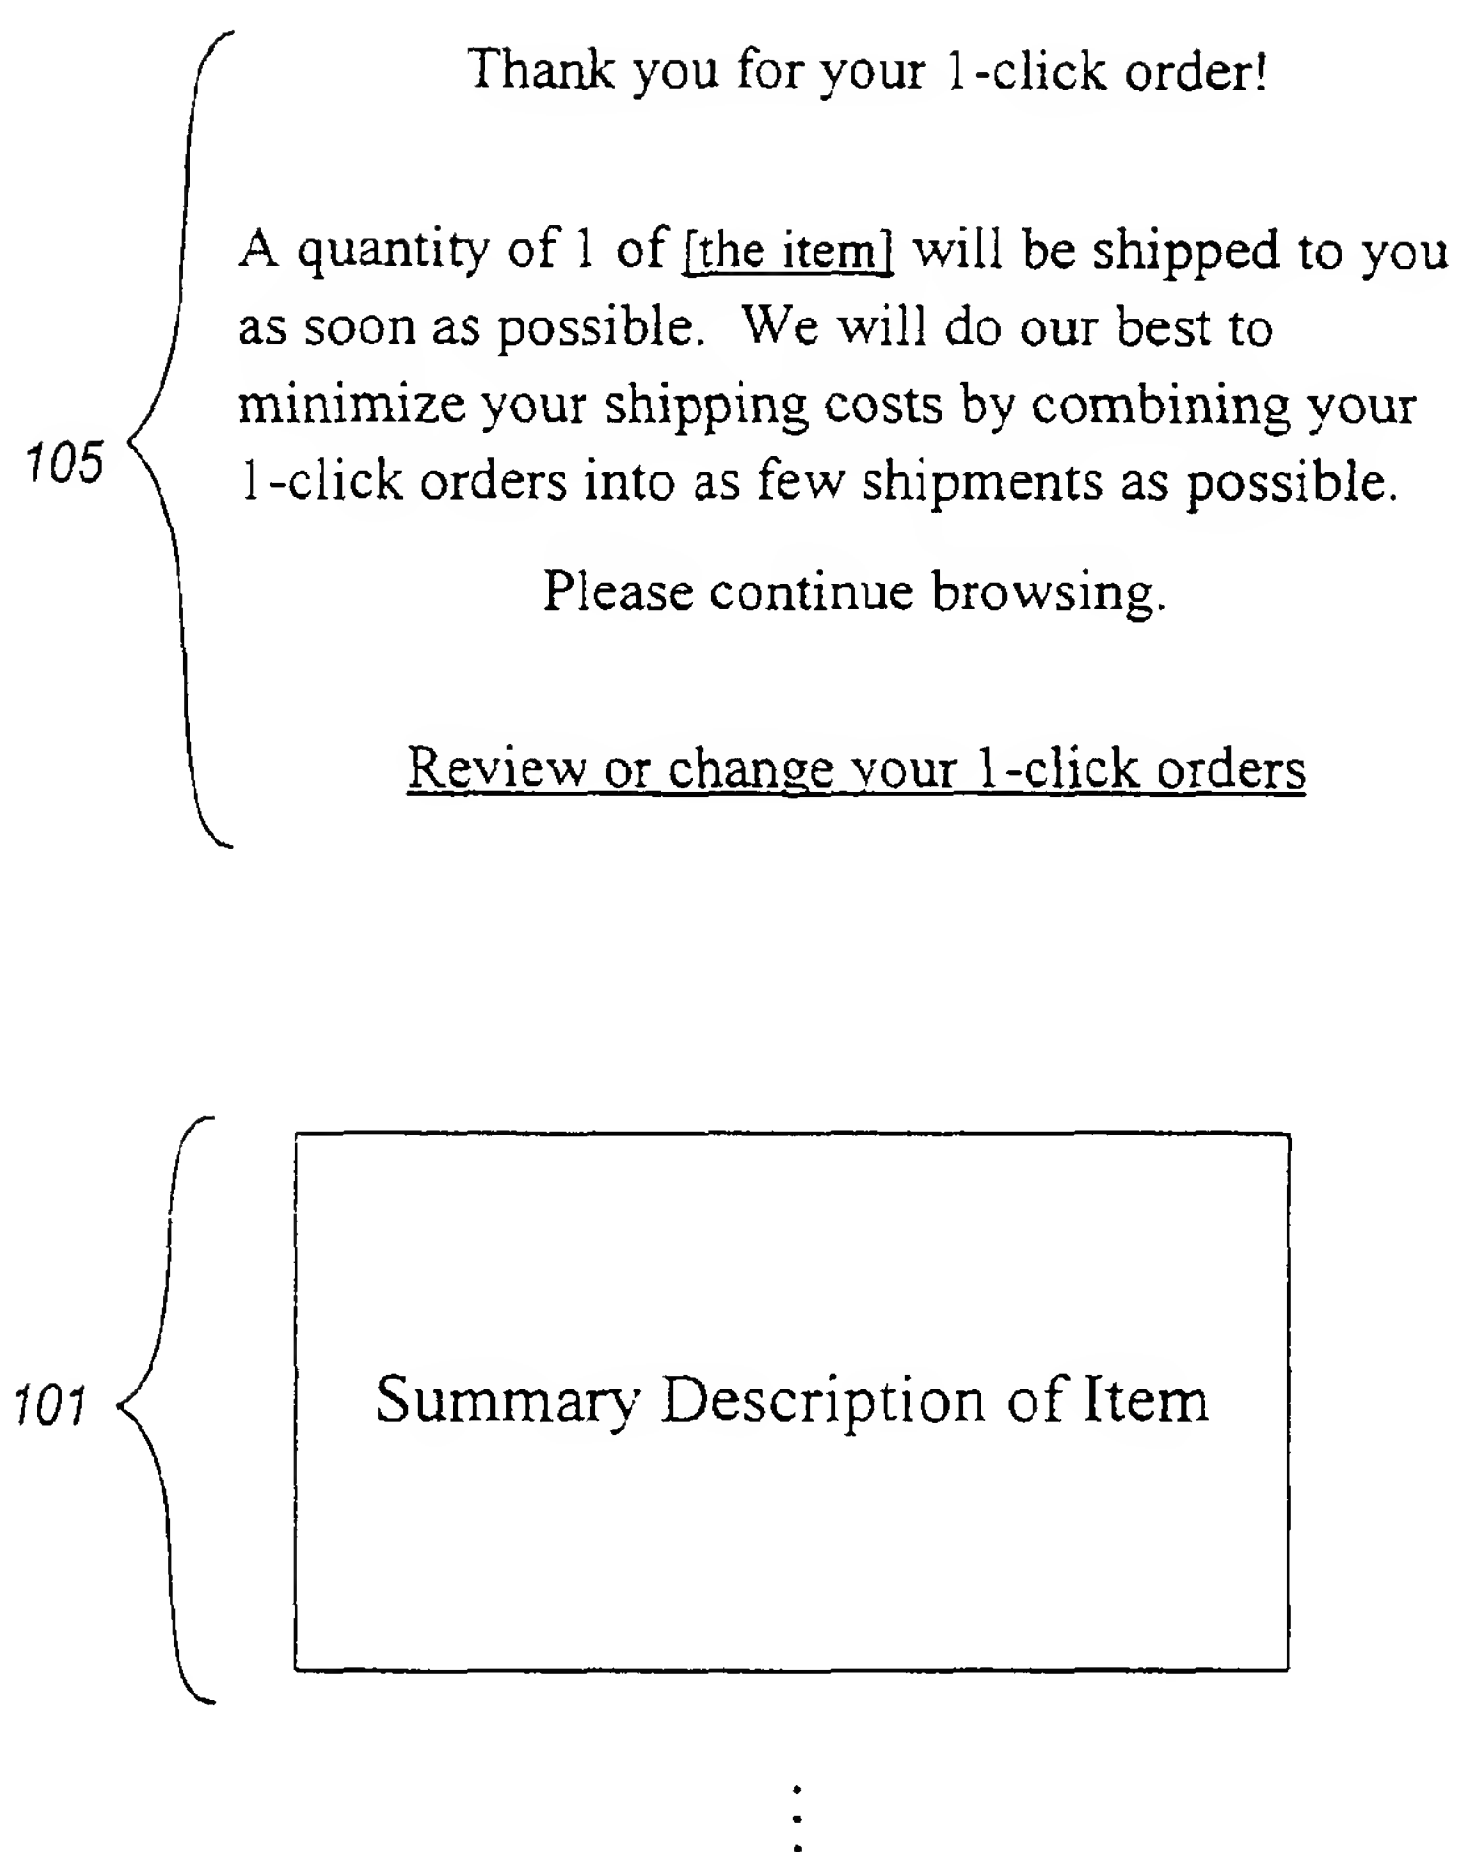 Thank you for your 1-click order!
A quantity of 1 of [the item] will be shipped to you
as soon as possible. We will do our best to
minimize your shipping costs by combining your
105
1-click orders into as few shipments as possible.
Please continue browsing.
Review or change your 1-click orders
101
Summary Description of Item